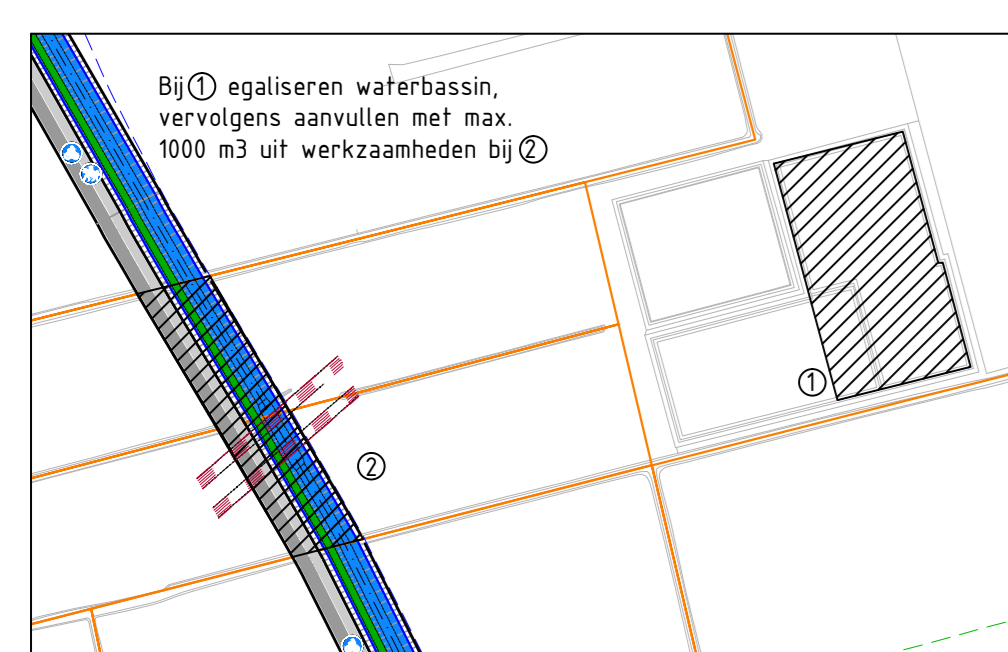 Bij ① egaliseren waterbassin,
vervolgens aanvullen met max.
1000 m3 uit werkzaamheden bij ②
①
②